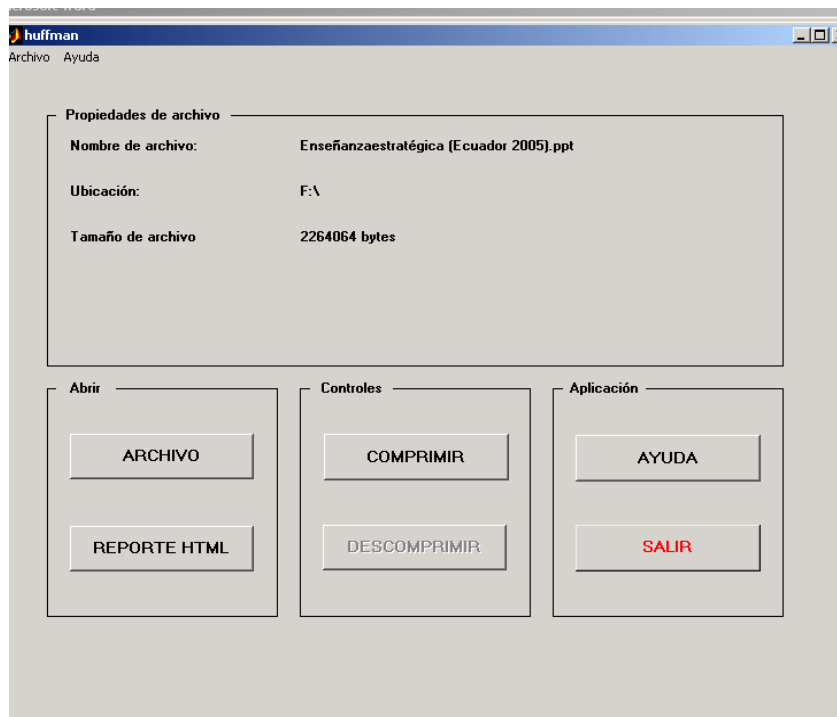 huffman
Archivo Ayuda
Propiedades de archivo
Nombre de archivo: Enseñanzaestratégica (Ecuador 2005).ppt
Ubicación: F:\
Tamaño de archivo 2264064 bytes
Abrir Controles Aplicación
ARCHIVO COMPRIMIR AYUDA
REPORTE HTML DESCOMPRIMIR SALIR